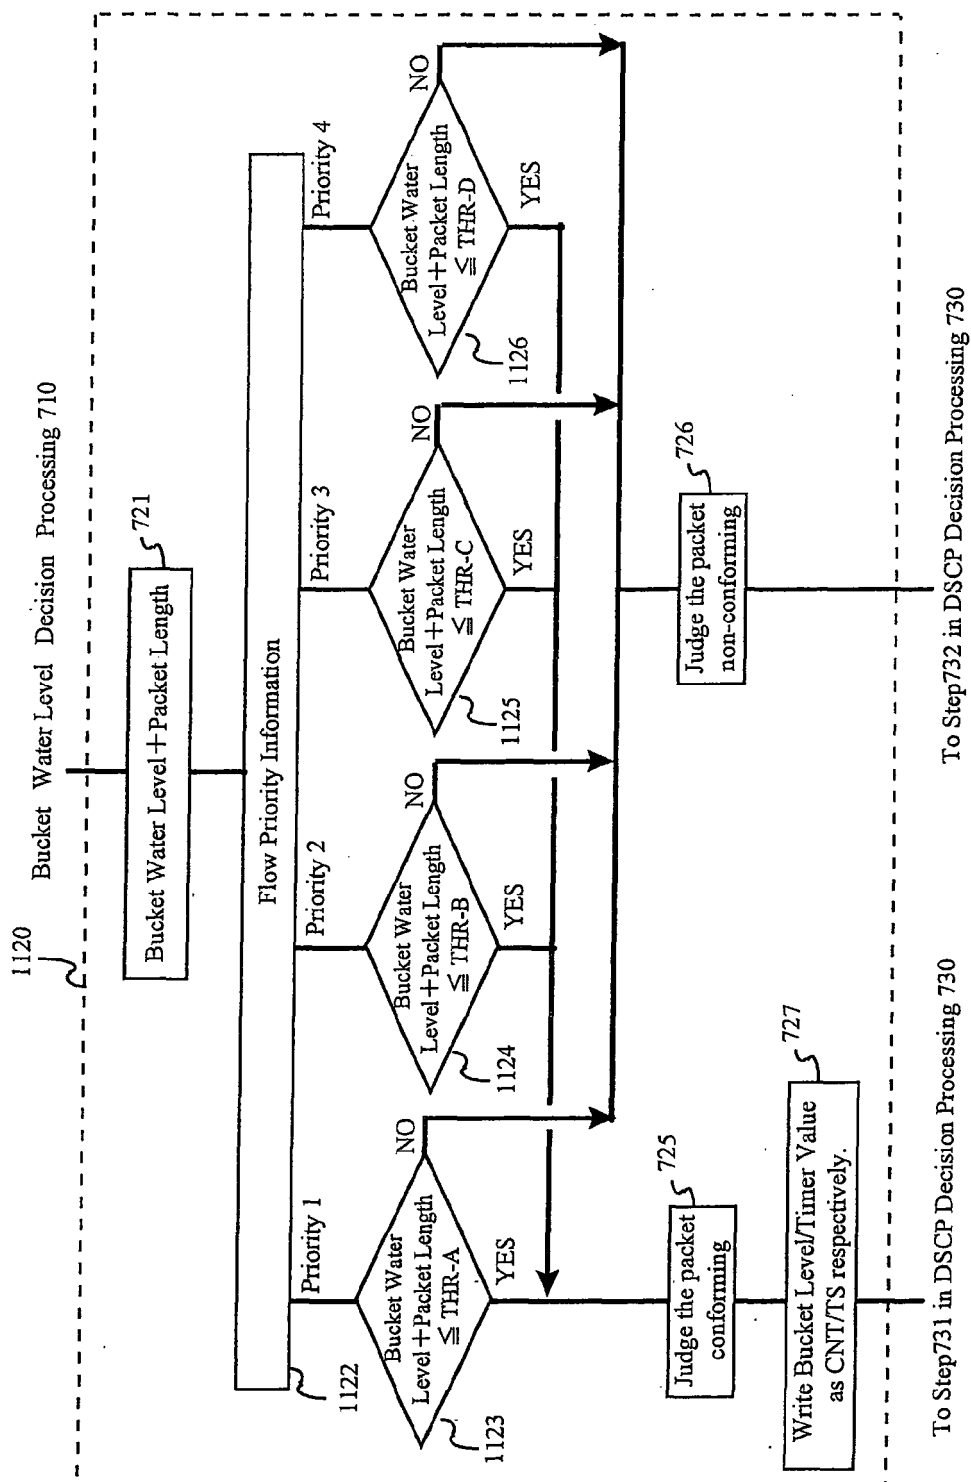 Bucket Water Level Decision Processing 710
1120
Bucket Water Level＋Packet Length
721
Flow Priority Information
1122
Priority 1
Priority 2
Priority 3
Priority 4
Bucket Water
Level＋Packet Length
≦ THR-A
NO
YES
1123
Bucket Water
Level＋Packet Length
≦ THR-B
NO
YES
1124
Bucket Water
Level＋Packet Length
≦ THR-C
NO
YES
1125
Bucket Water
Level＋Packet Length
≦ THR-D
NO
YES
1126
Judge the packet
conforming
725
Judge the packet
non-conforming
726
Write Bucket Level/Timer Value
as CNT/TS respectively.
727
To Step731 in DSCP Decision Processing 730
To Step732 in DSCP Decision Processing 730